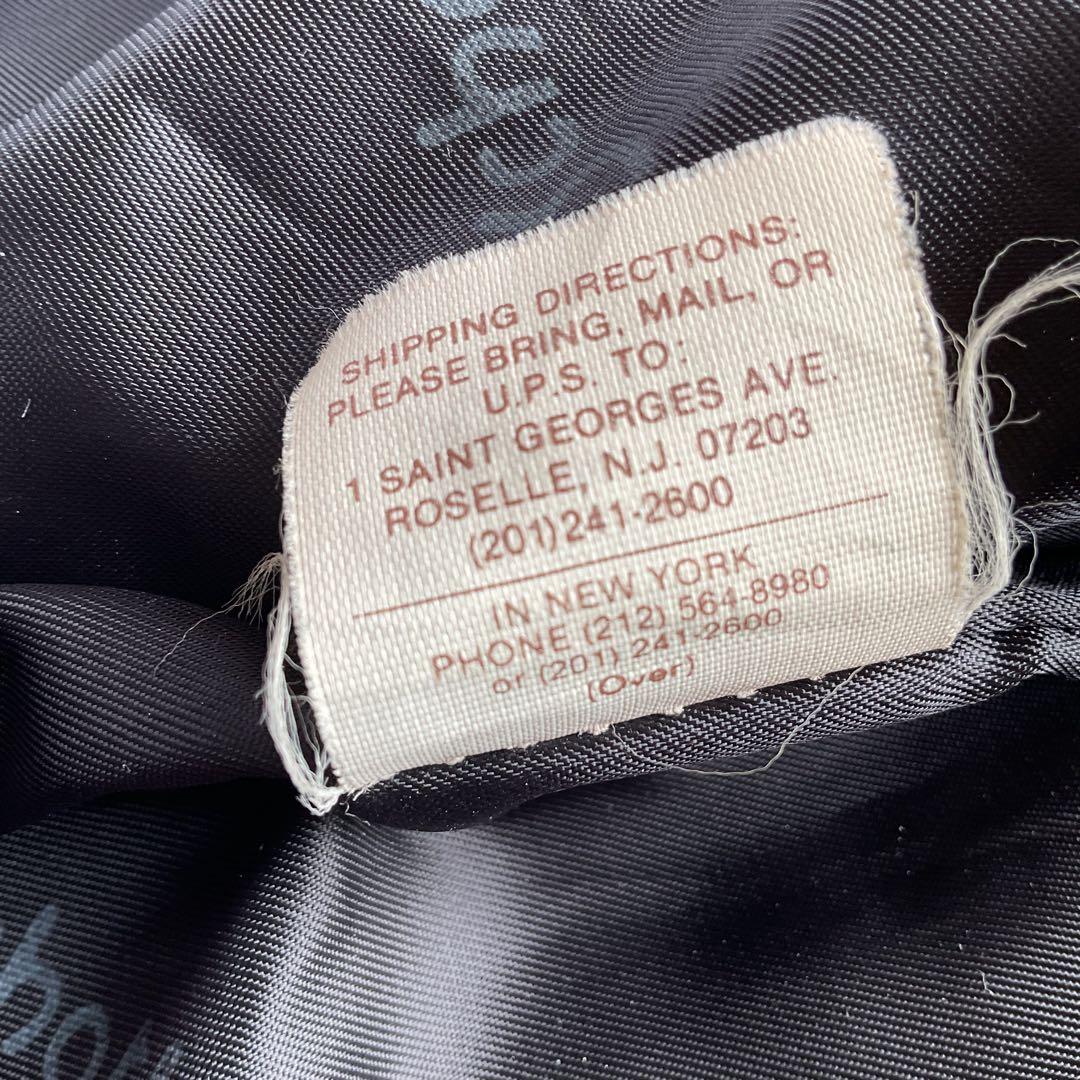 SHIPPING DIRECTIONS:
PLEASE BRING, MAIL, OR
U.P.S. TO:
1 SAINT GEORGES AVE.
ROSELLE, N.J. 07203
(201)241-2600
IN NEW YORK
PHONE (212) 564-8980
or (201) 241-2600
(Over)